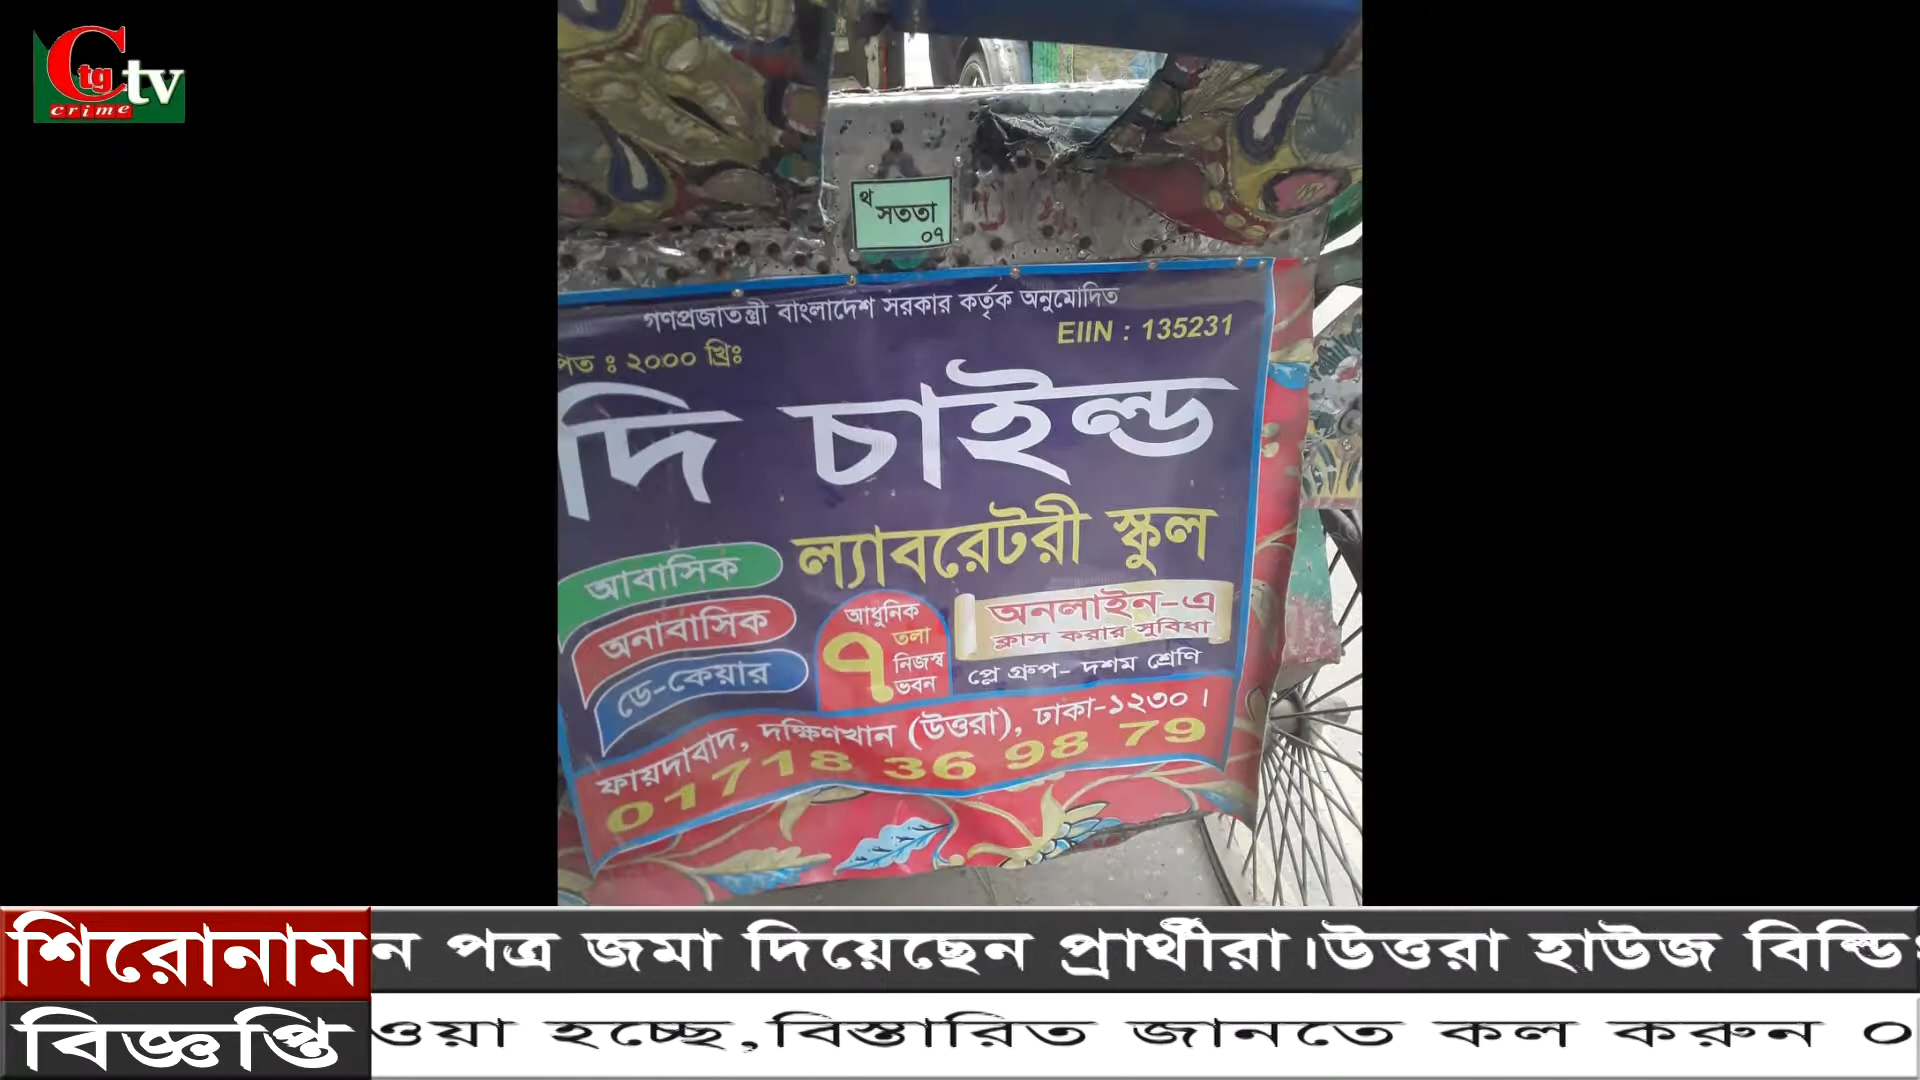 Ctg tv
crime
থ
সততা
০৭
গণপ্রজাতন্ত্রী বাংলাদেশ সরকার কর্তৃক অনুমোদিত
EIIN : 135231
পিত ঃ ২০০০ খ্রিঃ
দি চাইল্ড
ল্যাবরেটরী স্কুল
আবাসিক
অনাবাসিক
ডে-কেয়ার
আধুনিক
৭ তলা
নিজস্ব
ভবন
অনলাইন-এ
ক্লাস করার সুবিধা
প্লে গ্রুপ- দশম শ্রেণি
ফায়দাবাদ, দক্ষিণখান (উত্তরা), ঢাকা-১২৩০।
01718 36 98 79
শিরোনাম ন পত্র জমা দিয়েছেন প্রার্থীরা।উত্তরা হাউজ বিল্ডি
বিজ্ঞপ্তি ওয়া হচ্ছে,বিস্তারিত জানতে কল করুন ০